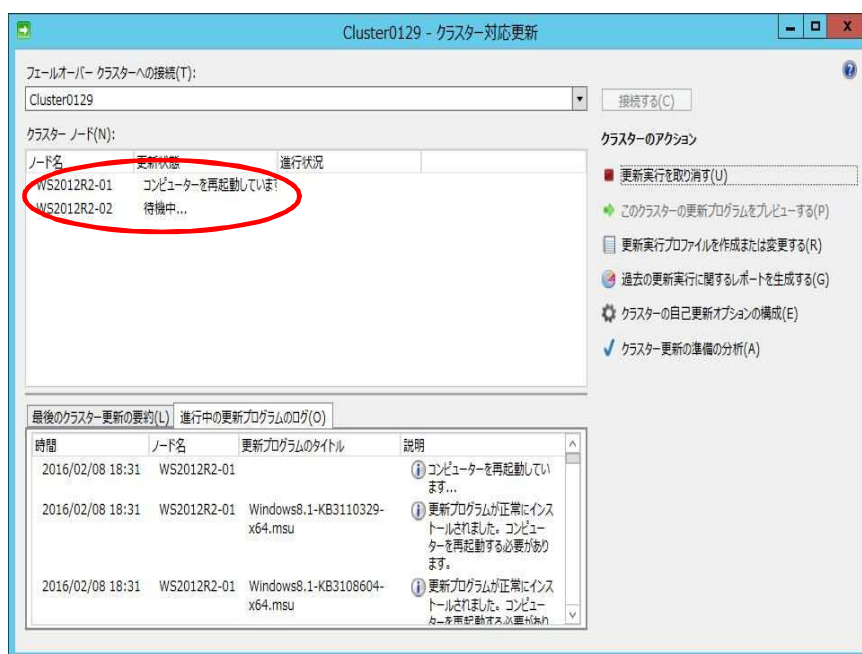 Cluster0129 - クラスター対応更新
フェールオーバー クラスターへの接続(T):
Cluster0129
接続する(C)
クラスター ノード(N):
ノード名 更新状態 進行状況
WS2012R2-01 コンピューターを再起動していま
WS2012R2-02 待機中...
クラスターのアクション
更新実行を取り消す(U)
このクラスターの更新プログラムをプレビューする(P)
更新実行プロファイルを作成または変更する(R)
過去の更新実行に関するレポートを生成する(G)
クラスターの自己更新オプションの構成(E)
クラスター更新の準備の分析(A)
最後のクラスター更新の要約(L) 進行中の更新プログラムのログ(O)
時間 ノード名 更新プログラムのタイトル 説明
2016/02/08 18:31 WS2012R2-01 コンピューターを再起動してい
ます...
2016/02/08 18:31 WS2012R2-01 Windows8.1-KB3110329- 更新プログラムが正常にインス
x64.msu トールされました。コンピュー
ターを再起動する必要があり
ます。
2016/02/08 18:31 WS2012R2-01 Windows8.1-KB3108604- 更新プログラムが正常にインス
x64.msu トールされました。コンピュー
ターを再起動する必要があり